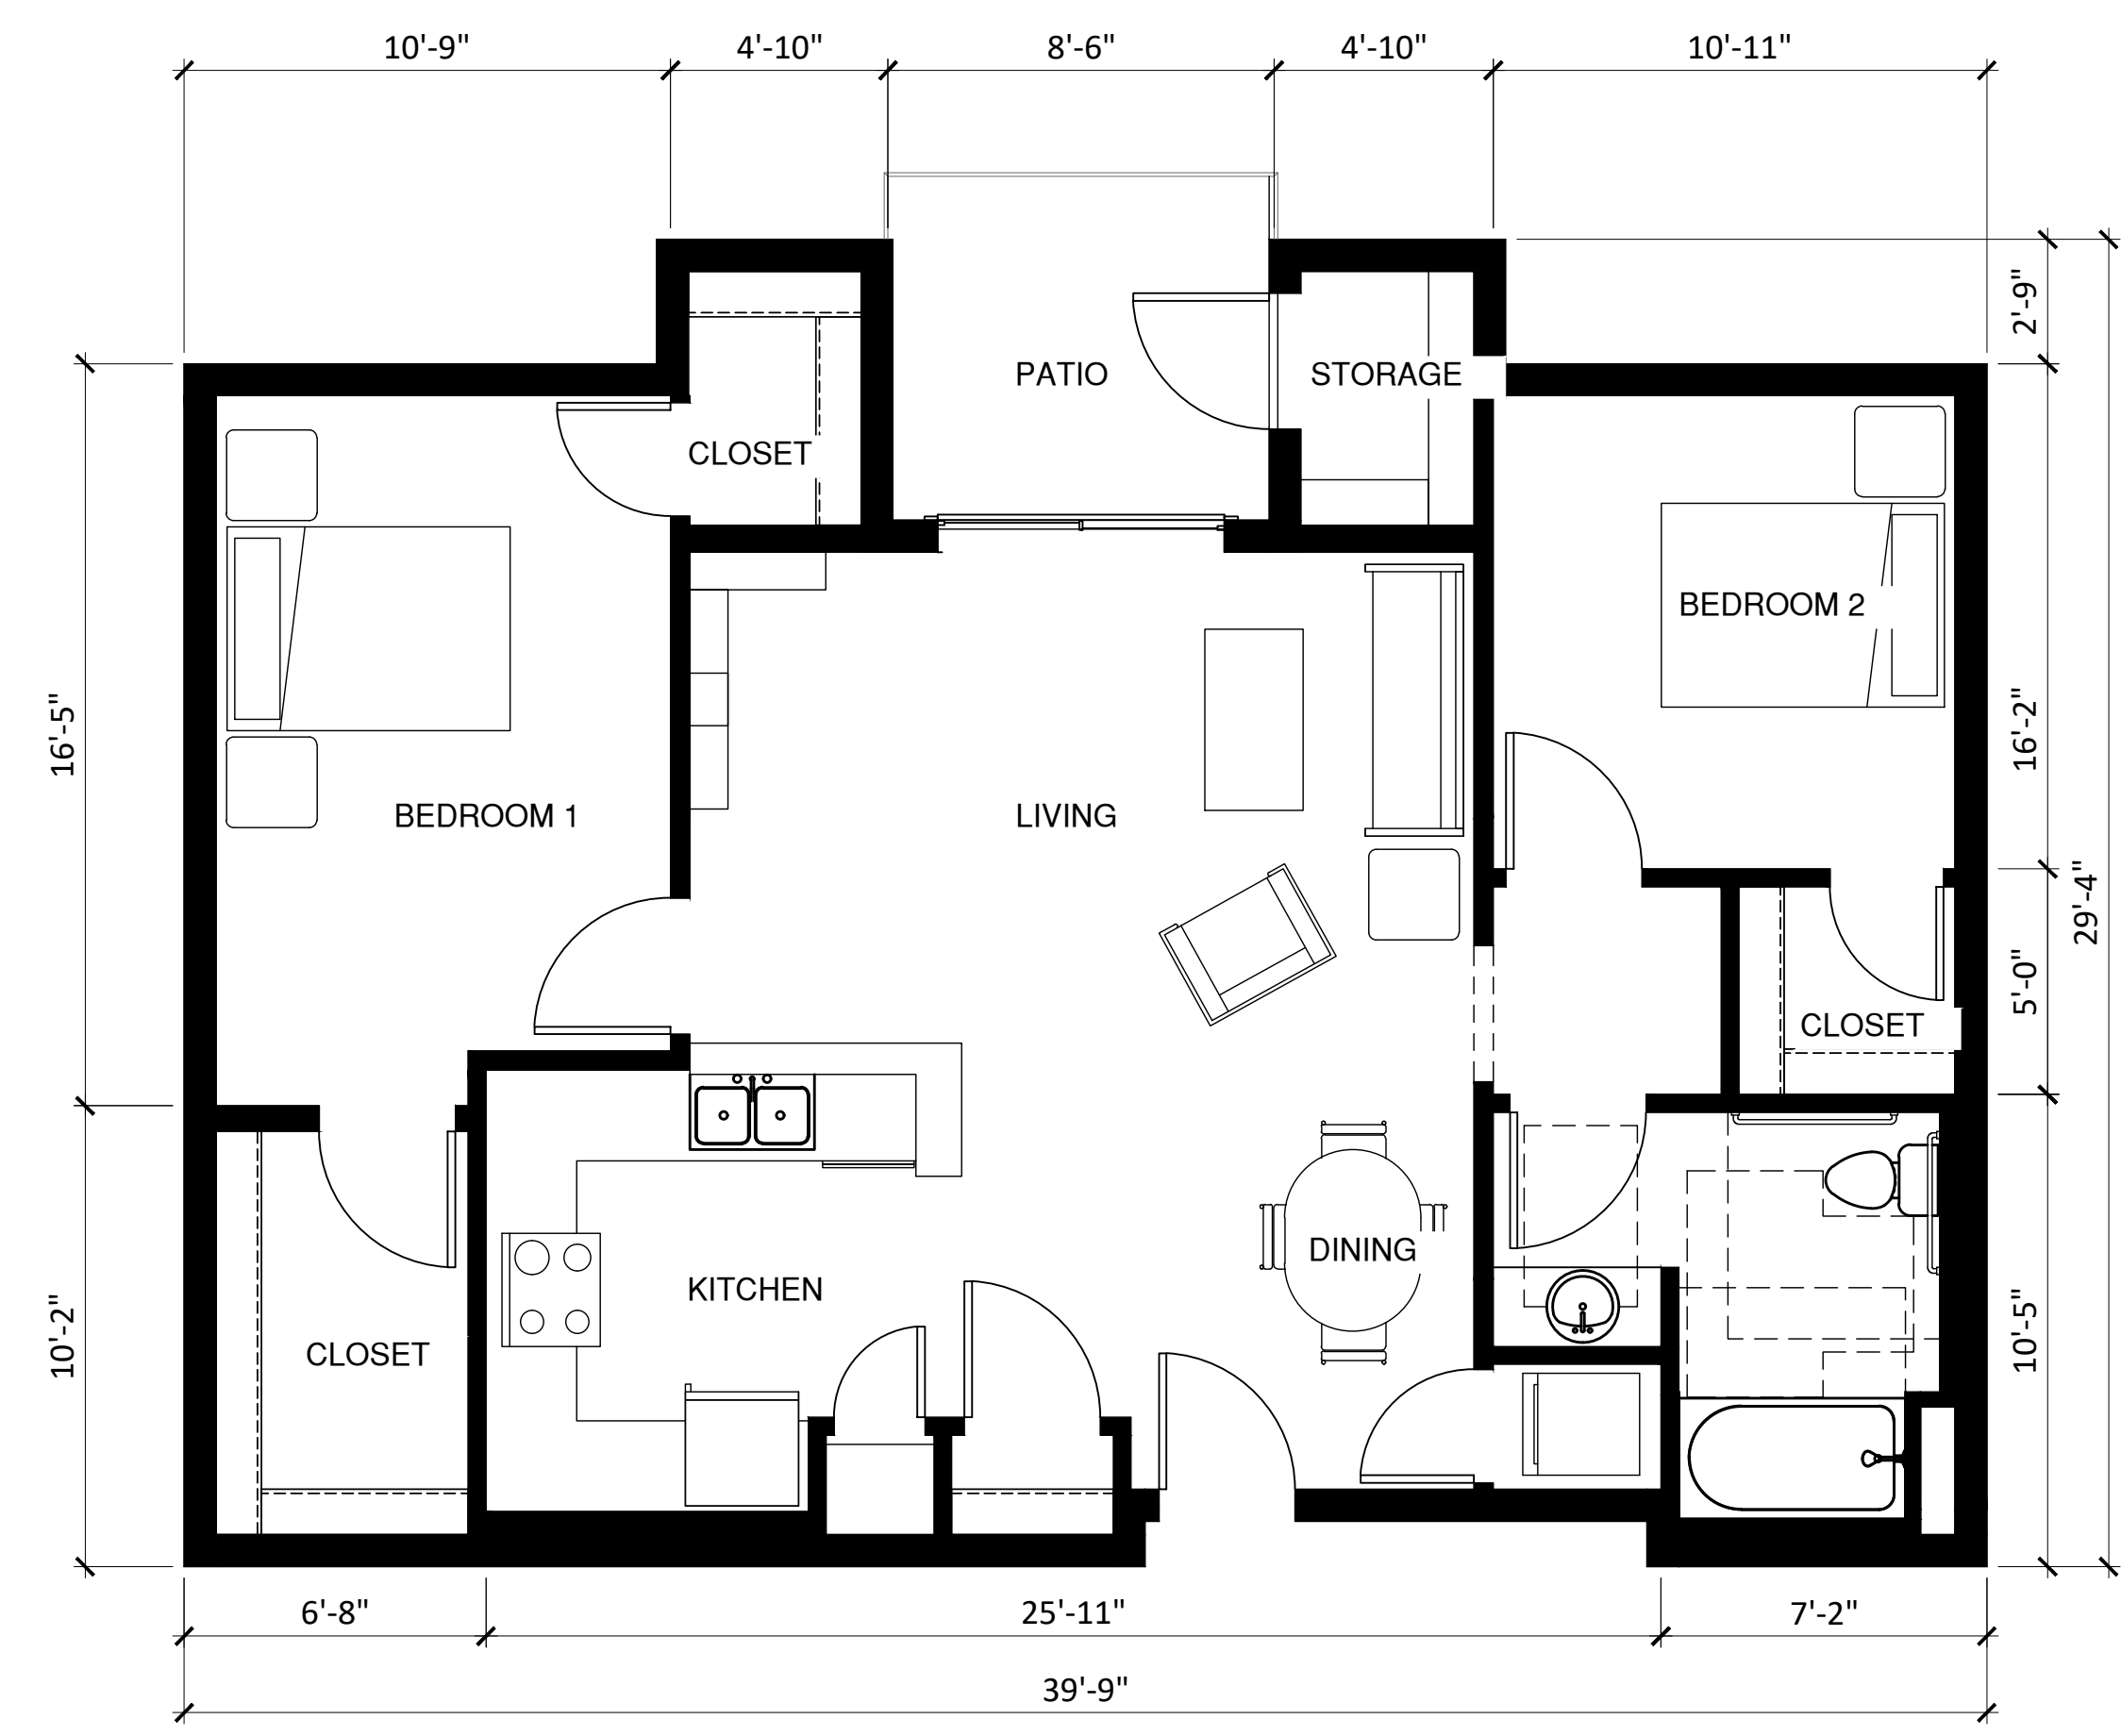 10'-9"
4'-10"
8'-6"
4'-10"
10'-11"
2'-9"
PATIO
STORAGE
CLOSET
BEDROOM 2
16'-5"
16'-2"
BEDROOM 1
LIVING
29'-4"
5'-0"
CLOSET
DINING
KITCHEN
10'-2"
CLOSET
10'-5"
6'-8"
25'-11"
7'-2"
39'-9"